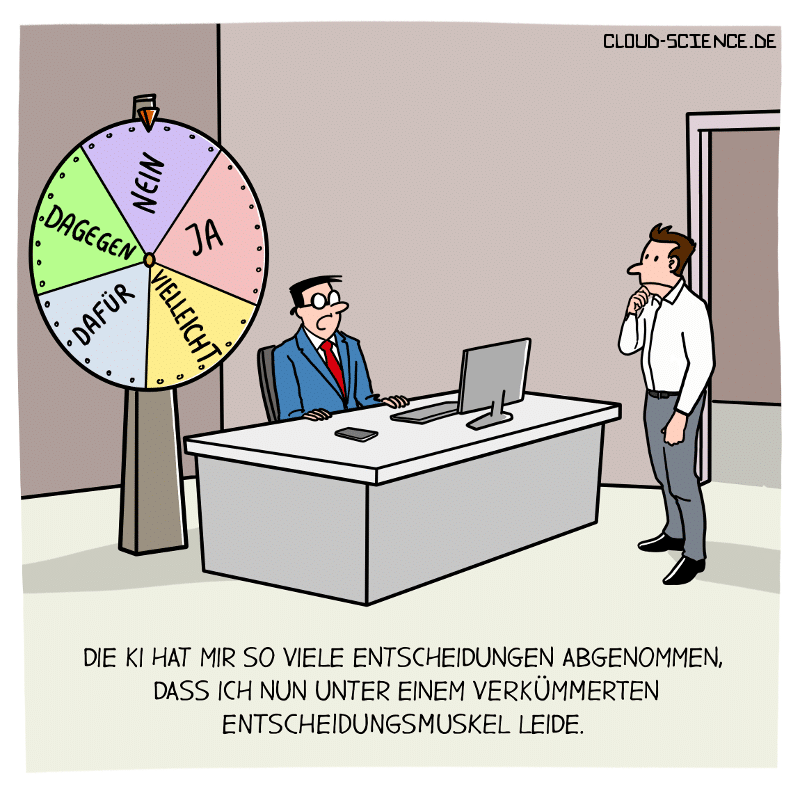 CLOUD-SCIENCE.DE
NEIN
JA
VIELLEICHT
DAFÜR
DAGEGEN
DIE KI HAT MIR SO VIELE ENTSCHEIDUNGEN ABGENOMMEN,
DASS ICH NUN UNTER EINEM VERKÜMMERTEN
ENTSCHEIDUNGSMUSKEL LEIDE.